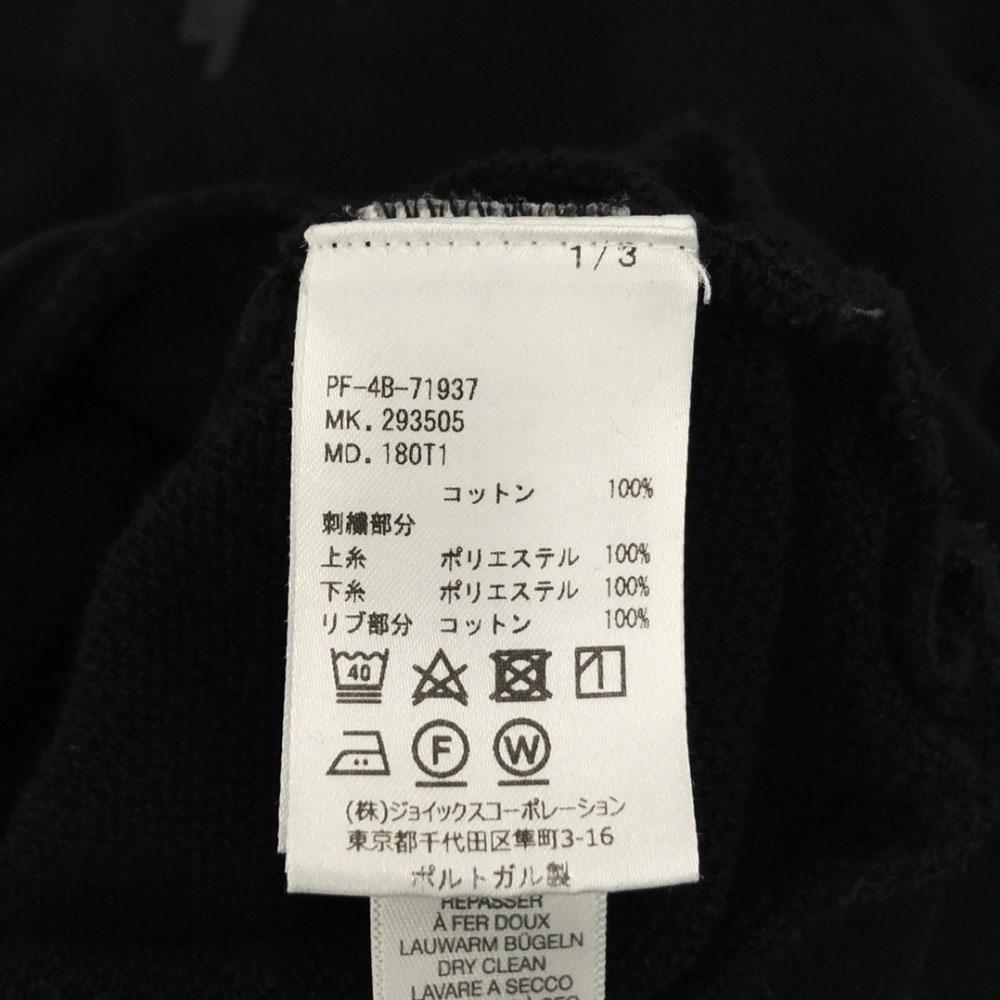 1/3
PF-4B-71937
MK. 293505
MD. 180T1
コットン 100%
刺繍部分
上糸 ポリエステル 100%
下糸 ポリエステル 100%
リブ部分 コットン 100%
40
F W
(株)ジョイックスコーポレーション
東京都千代田区隼町3-16
ポルトガル製
REPASSER
À FER DOUX
LAUWARM BÜGELN
DRY CLEAN
LAVARE A SECCO